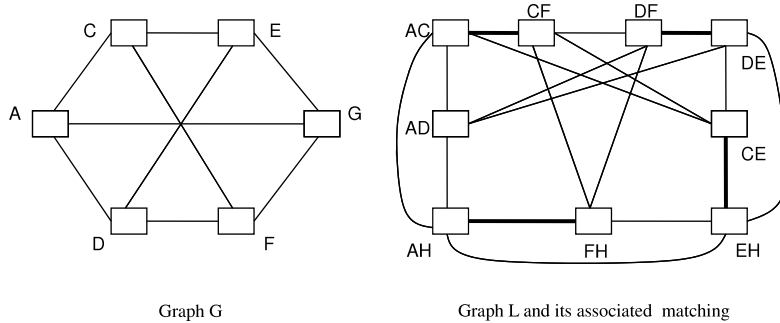 C
E
A
G
D
F
Graph G
CF
DF
AC
DE
AD
CE
AH
FH
EH
Graph L and its associated matching